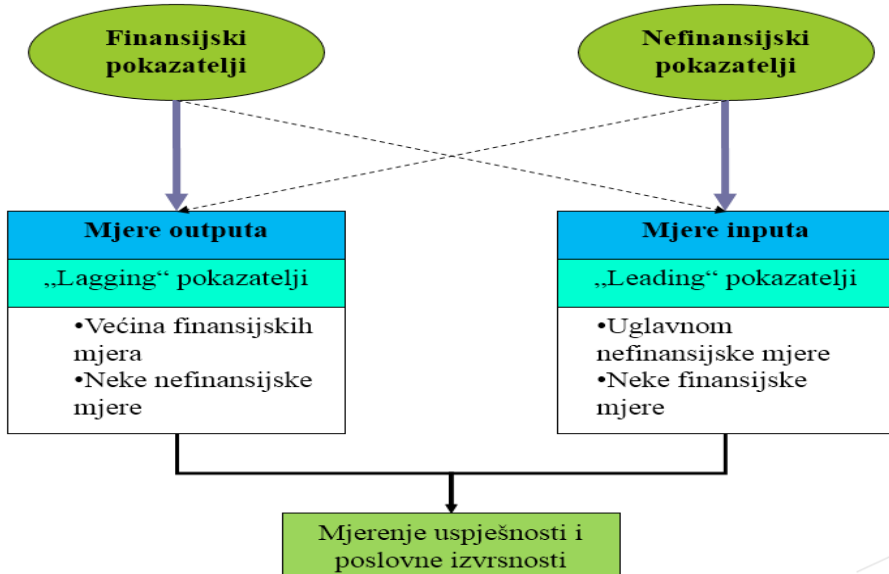 Finansijski
pokazatelji
Nefinansijski
pokazatelji
Mjere outputa
„Lagging“ pokazatelji
•Većina finansijskih
mjera
•Neke nefinansijske
mjere
Mjere inputa
„Leading“ pokazatelji
•Uglavnom
nefinansijske mjere
•Neke finansijske
mjere
Mjerenje uspješnosti i
poslovne izvrsnosti